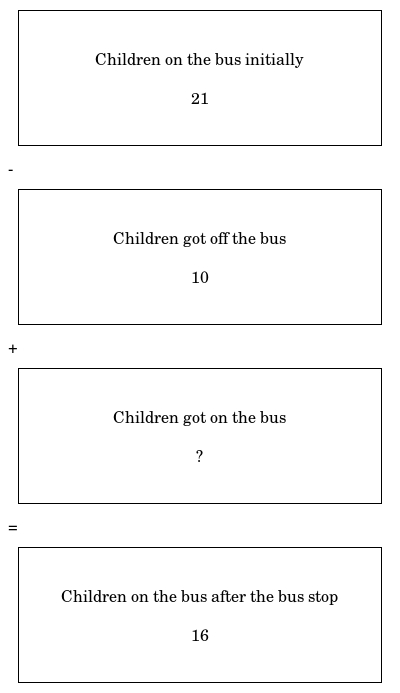 Children on the bus initially
21
-
Children got off the bus
10
+
Children got on the bus
?
=
Children on the bus after the bus stop
16